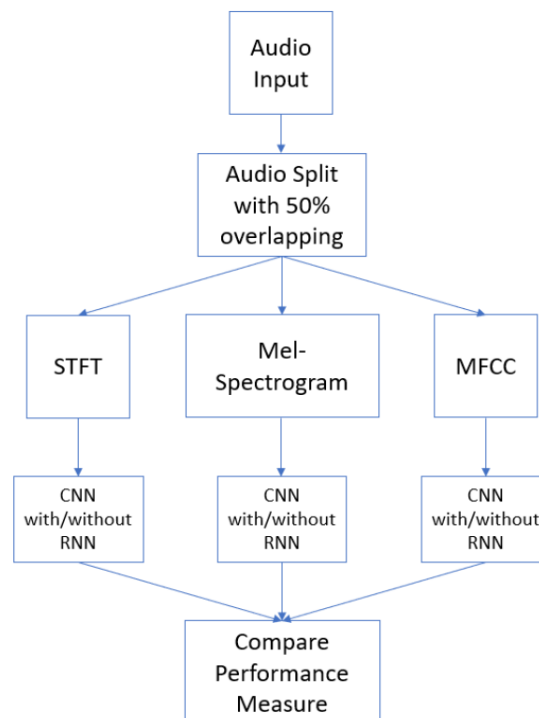 Audio
Input
Audio Split
with 50%
overlapping
STFT
Mel-
Spectrogram
MFCC
CNN
with/without
RNN
CNN
with/without
RNN
CNN
with/without
RNN
Compare
Performance
Measure